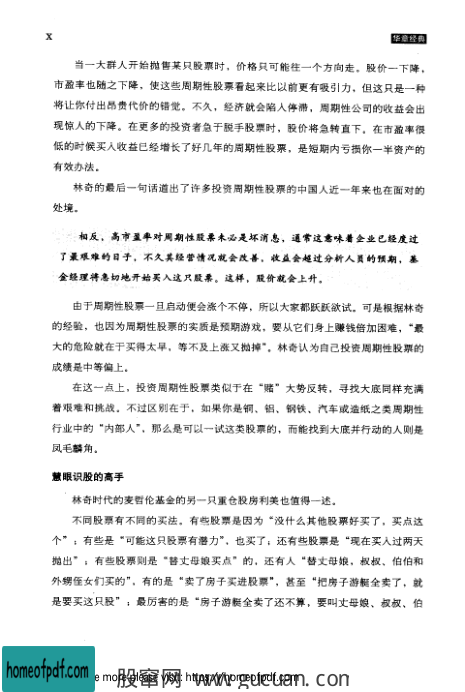 X
华章经典
当一大群人开始抛售某只股票时，价格只可能往一个方向走。股价一下降，
市盈率也随之下降，使这些周期性股票看起来比以前更有吸引力，但这只是一种
将让你付出昂贵代价的错觉。不久，经济就会陷入停滞，周期性公司的收益会出
现惊人的下降。在更多的投资者急于脱手股票时，股价将急转直下。在市盈率很
低的时候买入收益已经增长了好几年的周期性股票，是短期内亏损你一半资产的
有效办法。
林奇的最后一句话道出了许多投资周期性股票的中国人近一年来也在面对的
处境。
相反，高市盈率对周期性股票未必是坏消息，通常这意味着企业已经度过
了最艰难的日子，不久其经营情况就会改善，收益会超过分析人员的预期，基
金经理将急切地开始买入这只股票。这样，股价就会上升。
由于周期性股票一旦启动便会涨个不停，所以大家都跃跃欲试。可是根据林奇
的经验，也因为周期性股票的实质是预期游戏，要从它们身上赚钱倍加困难，“最
大的危险就在于买得太早，等不及上涨又抛掉”。林奇认为自己投资周期性股票的
成绩是中等偏上。
在这一点上，投资周期性股票类似于在“赌”大势反转，寻找大底同样充满
着艰难和挑战。不过区别在于，如果你是铜、铝、钢铁、汽车或造纸之类周期性
行业中的“内部人”，那么是可以一试这类股票的，而能找到大底并行动的人则是
凤毛麟角。
慧眼识股的高手
林奇时代的麦哲伦基金的另一只重仓股房利美也值得一述。
不同股票有不同的买法。有些股票是因为“没什么其他股票好买了，买点这
个”；有些是“可能这只股票有潜力”，也买了；还有些股票是“现在买入过两天
抛出”；有些股票则是“替丈母娘买点”的，还有人“替丈母娘，叔叔、伯伯和
外甥侄女们买的”，有的是“卖了房子买进股票”，甚至“把房子游艇全卖了，就
是要买这只股”；最厉害的是“房子游艇全卖了还不算，要叫丈母娘、叔叔、伯
homeofpdf.com
e more please visit: https://homeofpdf.com
股窜网 www.gucuan.com